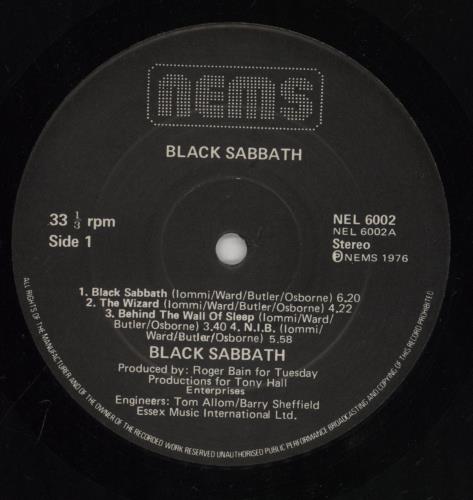 nems
BLACK SABBATH
33 1/3 rpm
Side 1
NEL 6002
NEL 6002A
Stereo
ⓅNEMS 1976
1. Black Sabbath (Iommi/Ward/Butler/Osborne) 6.20
2. The Wizard (Iommi/Ward/Butler/Osborne) 4.22
3. Behind The Wall Of Sleep (Iommi/Ward/
Butler/Osborne) 3.40 4. N.I.B. (Iommi/
Ward/Butler/Osborne) 5.58
BLACK SABBATH
Produced by: Roger Bain for Tuesday
Productions for Tony Hall
Enterprises
Engineers: Tom Allom/Barry Sheffield
Essex Music International Ltd.
ALL RIGHTS OF THE MANUFACTURER AND OF THE OWNER OF THE RECORDED WORK RESERVED UNAUTHORISED PUBLIC PERFORMANCE BROADCASTING AND COPYING OF THIS RECORD PROHIBITED